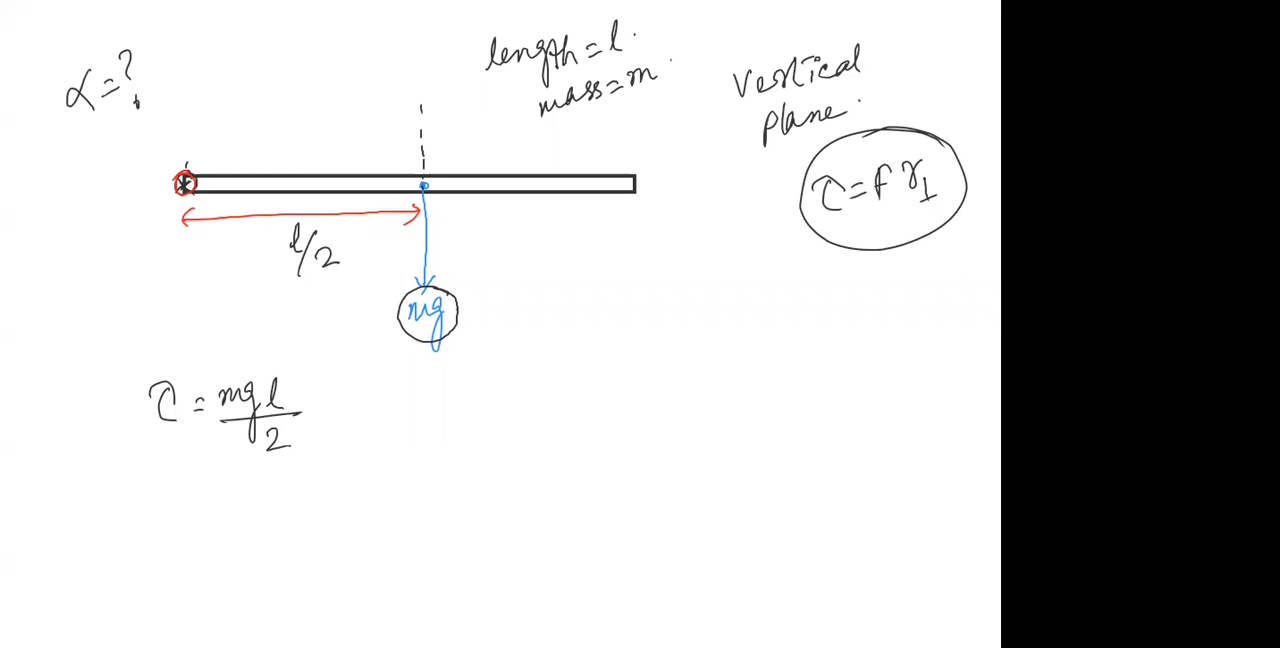 α=?
length=l.
mass=m.
vertical
plane.
τ=f r⊥
l/2
mg
τ = mgl/2